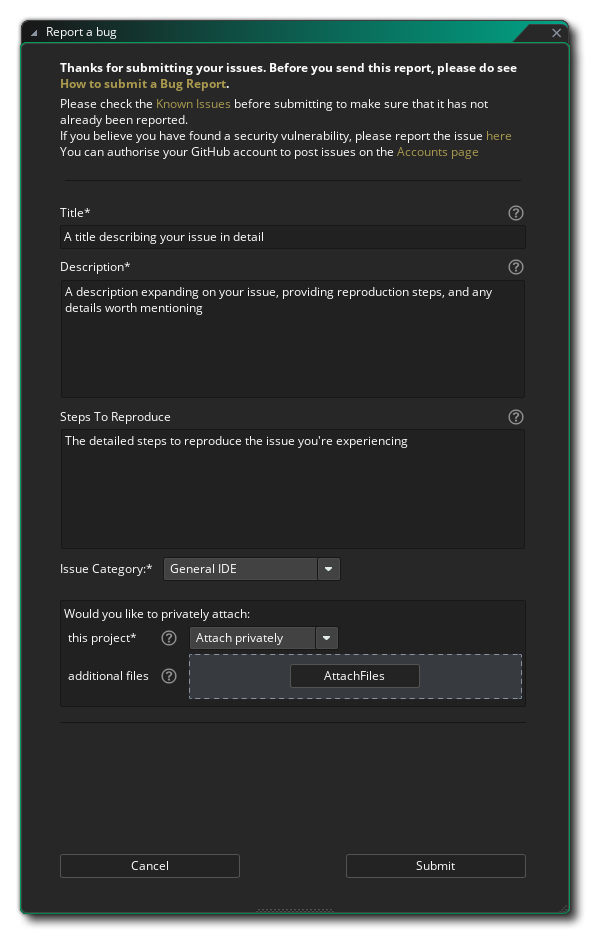 Report a bug
Thanks for submitting your issues. Before you send this report, please do see
How to submit a Bug Report.
Please check the Known Issues before submitting to make sure that it has not
already been reported.
If you believe you have found a security vulnerability, please report the issue here
You can authorise your GitHub account to post issues on the Accounts page
Title*
A title describing your issue in detail
Description*
A description expanding on your issue, providing reproduction steps, and any
details worth mentioning
Steps To Reproduce
The detailed steps to reproduce the issue you're experiencing
Issue Category:* General IDE
Would you like to privately attach:
this project* Attach privately
additional files AttachFiles
Cancel Submit